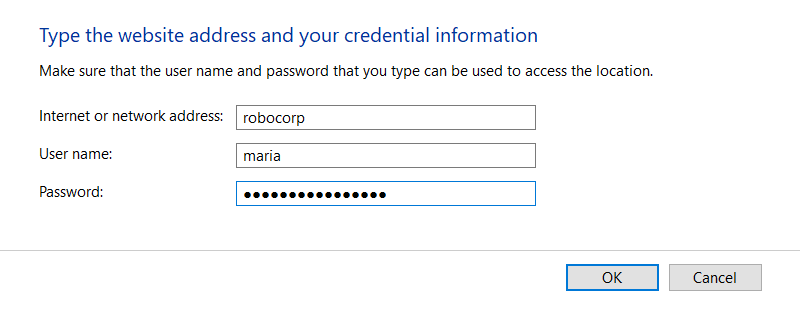 Type the website address and your credential information
Make sure that the user name and password that you type can be used to access the location.
Internet or network address: robocorp
User name: maria
Password: ●●●●●●●●●●●●●●●●
OK Cancel